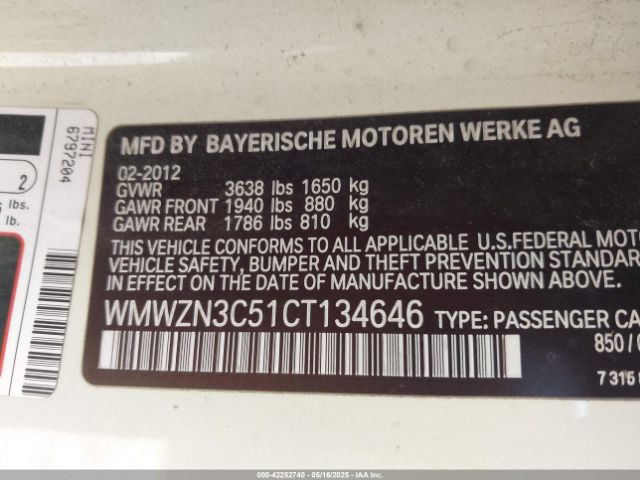 MINI
6797204
2
lbs.
lb.
MFD BY BAYERISCHE MOTOREN WERKE AG
02-2012
GVWR 3638 lbs 1650 kg
GAWR FRONT 1940 lbs 880 kg
GAWR REAR 1786 lbs 810 kg
THIS VEHICLE CONFORMS TO ALL APPLICABLE U.S.FEDERAL MOTO
VEHICLE SAFETY, BUMPER AND THEFT PREVENTION STANDARD
IN EFFECT ON THE DATE OF MANUFACTURE SHOWN ABOVE.
WMWZN3C51CT134646 TYPE: PASSENGER CA
850/
7 315
000-42252740 - 05/16/2025 - IAAI.COM